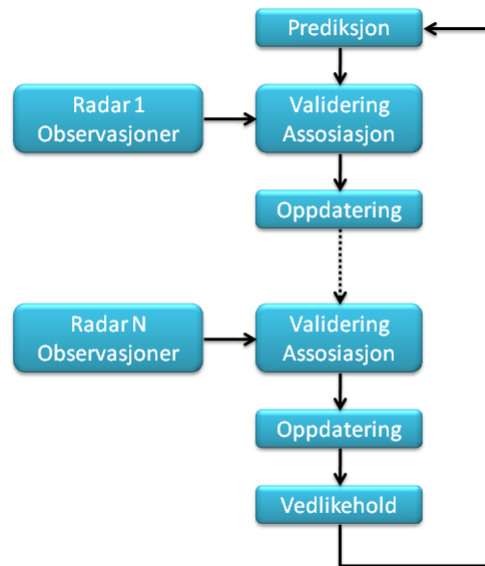 Prediksjon
Radar 1
Observasjoner
Validering
Assosiasjon
Oppdatering
Radar N
Observasjoner
Validering
Assosiasjon
Oppdatering
Vedlikehold